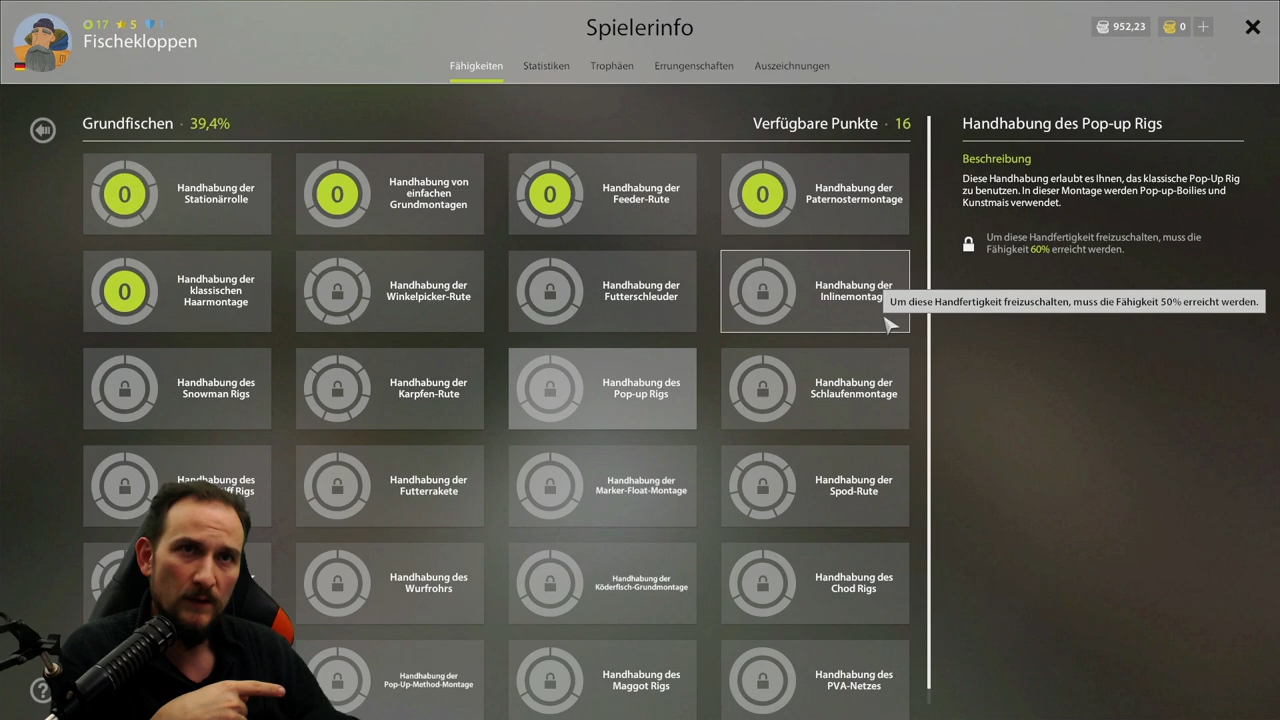 17 5 1
Fischekloppen
Spielerinfo
952,23 0 +
Fähigkeiten Statistiken Trophäen Errungenschaften Auszeichnungen
Grundfischen · 39,4%
Verfügbare Punkte · 16
0 Handhabung der
Stationärrolle
0 Handhabung von
einfachen
Grundmontagen
0 Handhabung der
Feeder-Rute
0 Handhabung der
Paternostermontage
0 Handhabung der
klassischen
Haarmontage
Handhabung der
Winkelpicker-Rute
Handhabung der
Futterschleuder
Handhabung der
Inlinemontage
Handhabung des
Snowman Rigs
Handhabung der
Karpfen-Rute
Handhabung des
Pop-up Rigs
Handhabung der
Schlaufenmontage
Handhabung des
Rigs
Handhabung der
Futterrakete
Handhabung der
Marker-Float-Montage
Handhabung der
Spod-Rute
Handhabung des
Wurfrohrs
Handhabung der
Köderfisch-Grundmontage
Handhabung des
Chod Rigs
Handhabung der
Pop-Up-Method-Montage
Handhabung des
Maggot Rigs
Handhabung des
PVA-Netzes
?
Handhabung des Pop-up Rigs
Beschreibung
Diese Handhabung erlaubt es Ihnen, das klassische Pop-Up Rig
zu benutzen. In dieser Montage werden Pop-up-Boilies und
Kunstmais verwendet.
Um diese Handfertigkeit freizuschalten, muss die
Fähigkeit 60% erreicht werden.
Um diese Handfertigkeit freizuschalten, muss die Fähigkeit 50% erreicht werden.